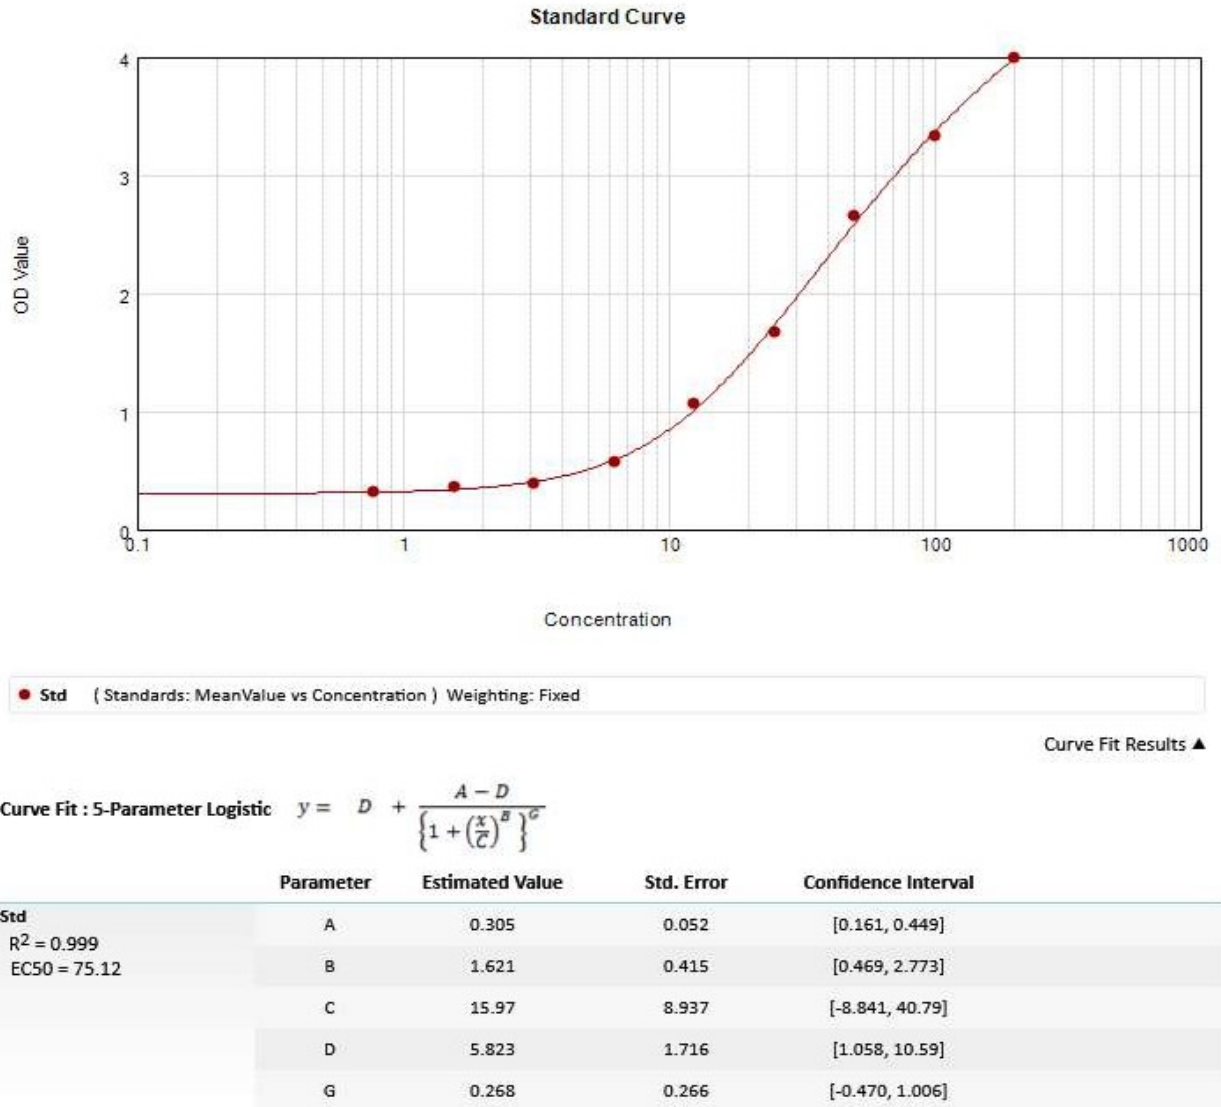 Standard Curve
4
3
2
1
0
OD Value
0.1 1 10 100 1000
Concentration
Std ( Standards: MeanValue vs Concentration ) Weighting: Fixed
Curve Fit Results ▲
Curve Fit : 5-Parameter Logistic y = D + A − D / {1 + (x/C)^B }^G
Parameter Estimated Value Std. Error Confidence Interval
Std
R2 = 0.999
EC50 = 75.12
A 0.305 0.052 [0.161, 0.449]
B 1.621 0.415 [0.469, 2.773]
C 15.97 8.937 [-8.841, 40.79]
D 5.823 1.716 [1.058, 10.59]
G 0.268 0.266 [-0.470, 1.006]